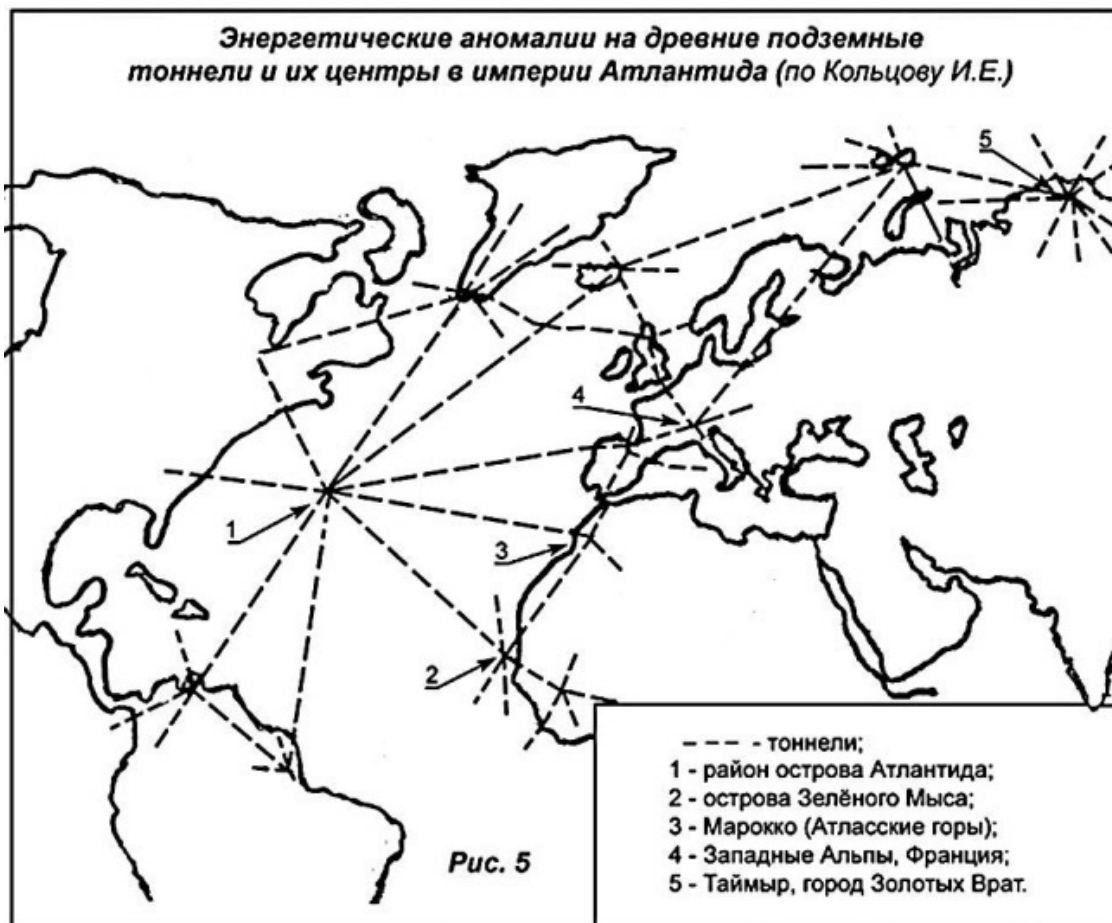 Энергетические аномалии на древние подземные
тоннели и их центры в империи Атлантида (по Кольцову И.Е.)
5
4
1
3
2
- - - - - тоннели;
1 - район острова Атлантида;
2 - острова Зелёного Мыса;
3 - Марокко (Атласские горы);
4 - Западные Альпы, Франция;
5 - Таймыр, город Золотых Врат.
Рис. 5